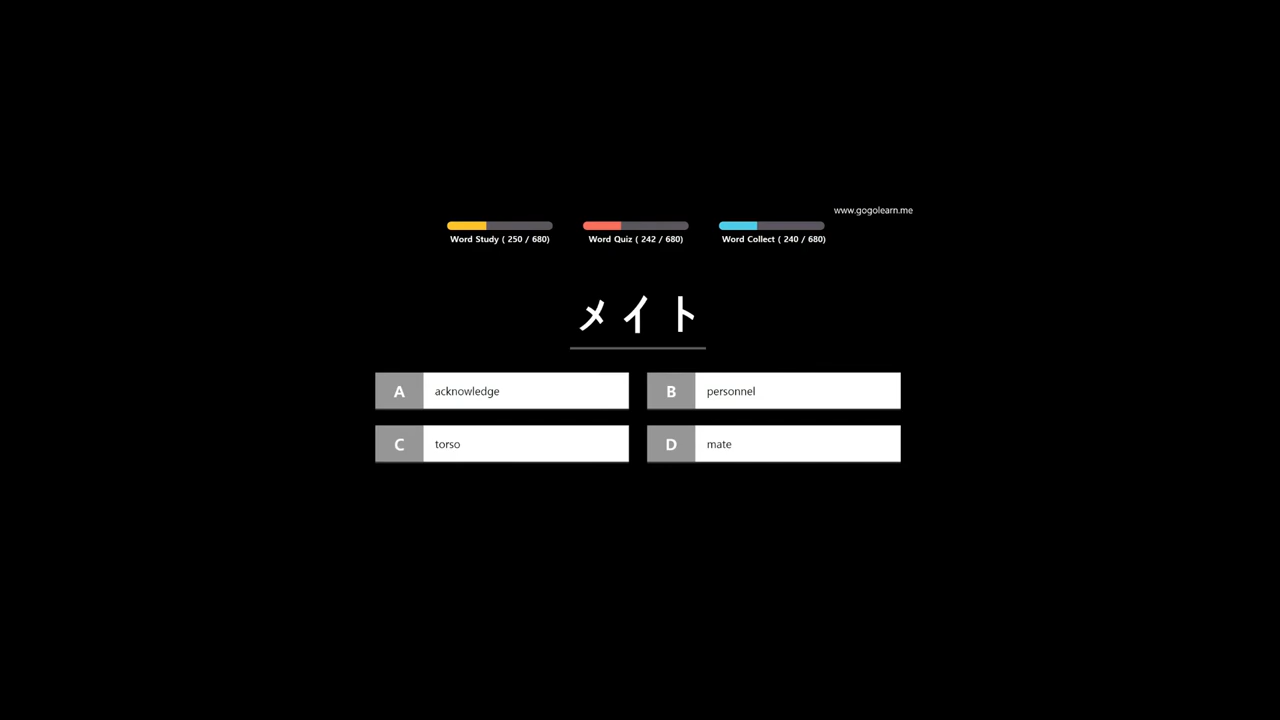 www.gogolearn.me
Word Study ( 250 / 680)
Word Quiz ( 242 / 680)
Word Collect ( 240 / 680)
メイト
A acknowledge
B personnel
C torso
D mate